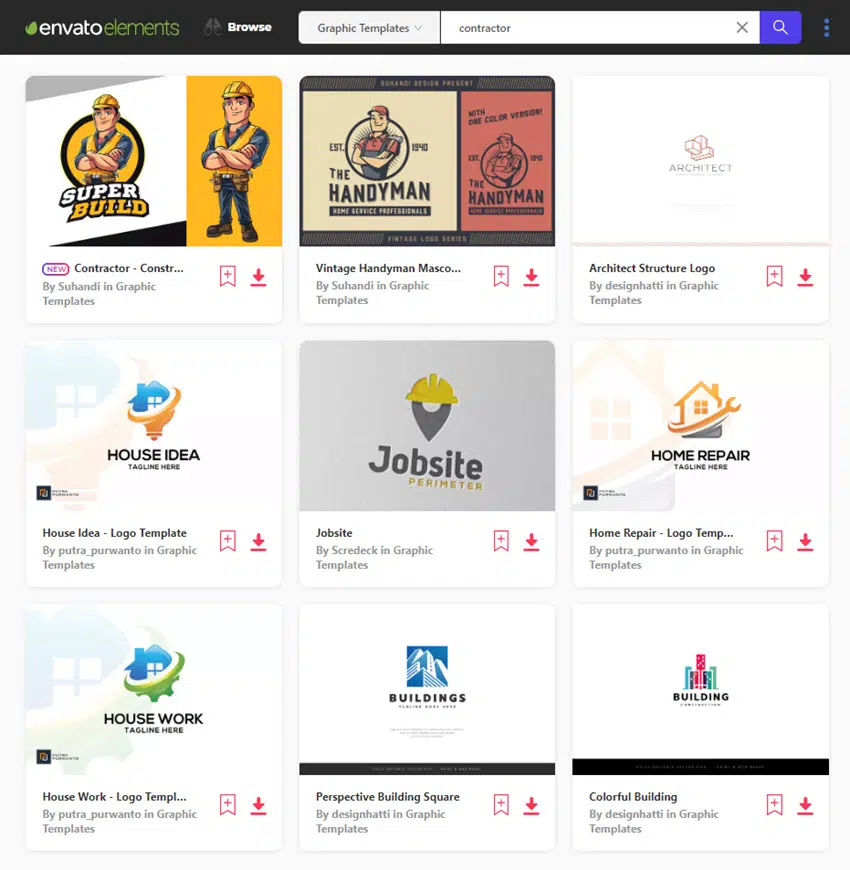 envato elements
Browse
Graphic Templates
contractor
SUPER
BUILD
SUHANDI DESIGN PRESENT
EST.
1940
THE
HANDYMAN
HOME SERVICE PROFESSIONALS
WITH
ONE COLOR VERSION!
EST.
1940
THE
HANDYMAN
HOME SERVICE PROFESSIONALS
VINTAGE LOGO SERIES
ARCHITECT
NEW Contractor - Constr...
By Suhandi in Graphic
Templates
Vintage Handyman Masco...
By Suhandi in Graphic
Templates
Architect Structure Logo
By designhatti in Graphic
Templates
HOUSE IDEA
TAGLINE HERE
PUTRA
PURWANTO
Jobsite
PERIMETER
HOME REPAIR
TAGLINE HERE
PUTRA
PURWANTO
House Idea - Logo Template
By putra_purwanto in Graphic
Templates
Jobsite
By Scredeck in Graphic
Templates
Home Repair - Logo Temp...
By putra_purwanto in Graphic
Templates
HOUSE WORK
TAGLINE HERE
PUTRA
PURWANTO
BUILDINGS
BUILDING
CONSTRUCTION
House Work - Logo Templ...
By putra_purwanto in Graphic
Templates
Perspective Building Square
By designhatti in Graphic
Templates
Colorful Building
By designhatti in Graphic
Templates